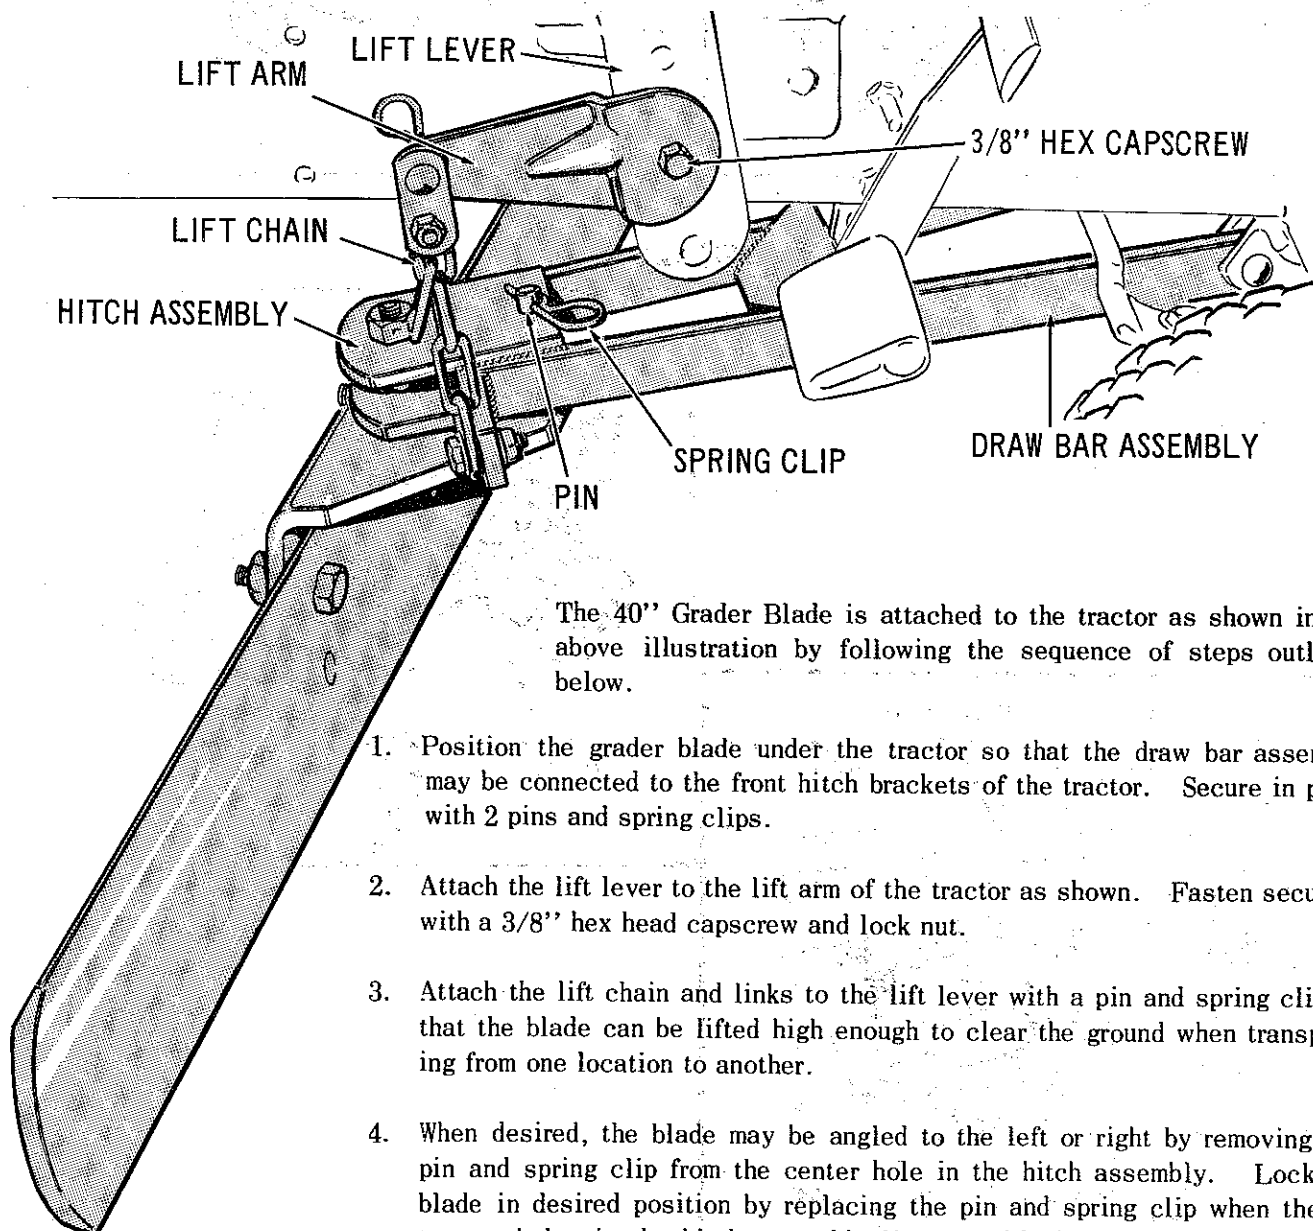 LIFT LEVER
LIFT ARM
3/8" HEX CAPSCREW
LIFT CHAIN
HITCH ASSEMBLY
SPRING CLIP
DRAW BAR ASSEMBLY
PIN
The 40'' Grader Blade is attached to the tractor as shown in
above illustration by following the sequence of steps outl
below.
1. Position the grader blade under the tractor so that the draw bar assem
may be connected to the front hitch brackets of the tractor. Secure in p
with 2 pins and spring clips.
2. Attach the lift lever to the lift arm of the tractor as shown. Fasten secu
with a 3/8'' hex head capscrew and lock nut.
3. Attach the lift chain and links to the lift lever with a pin and spring cli
that the blade can be lifted high enough to clear the ground when transp
ing from one location to another.
4. When desired, the blade may be angled to the left or right by removing
pin and spring clip from the center hole in the hitch assembly. Lock
blade in desired position by replacing the pin and spring clip when the